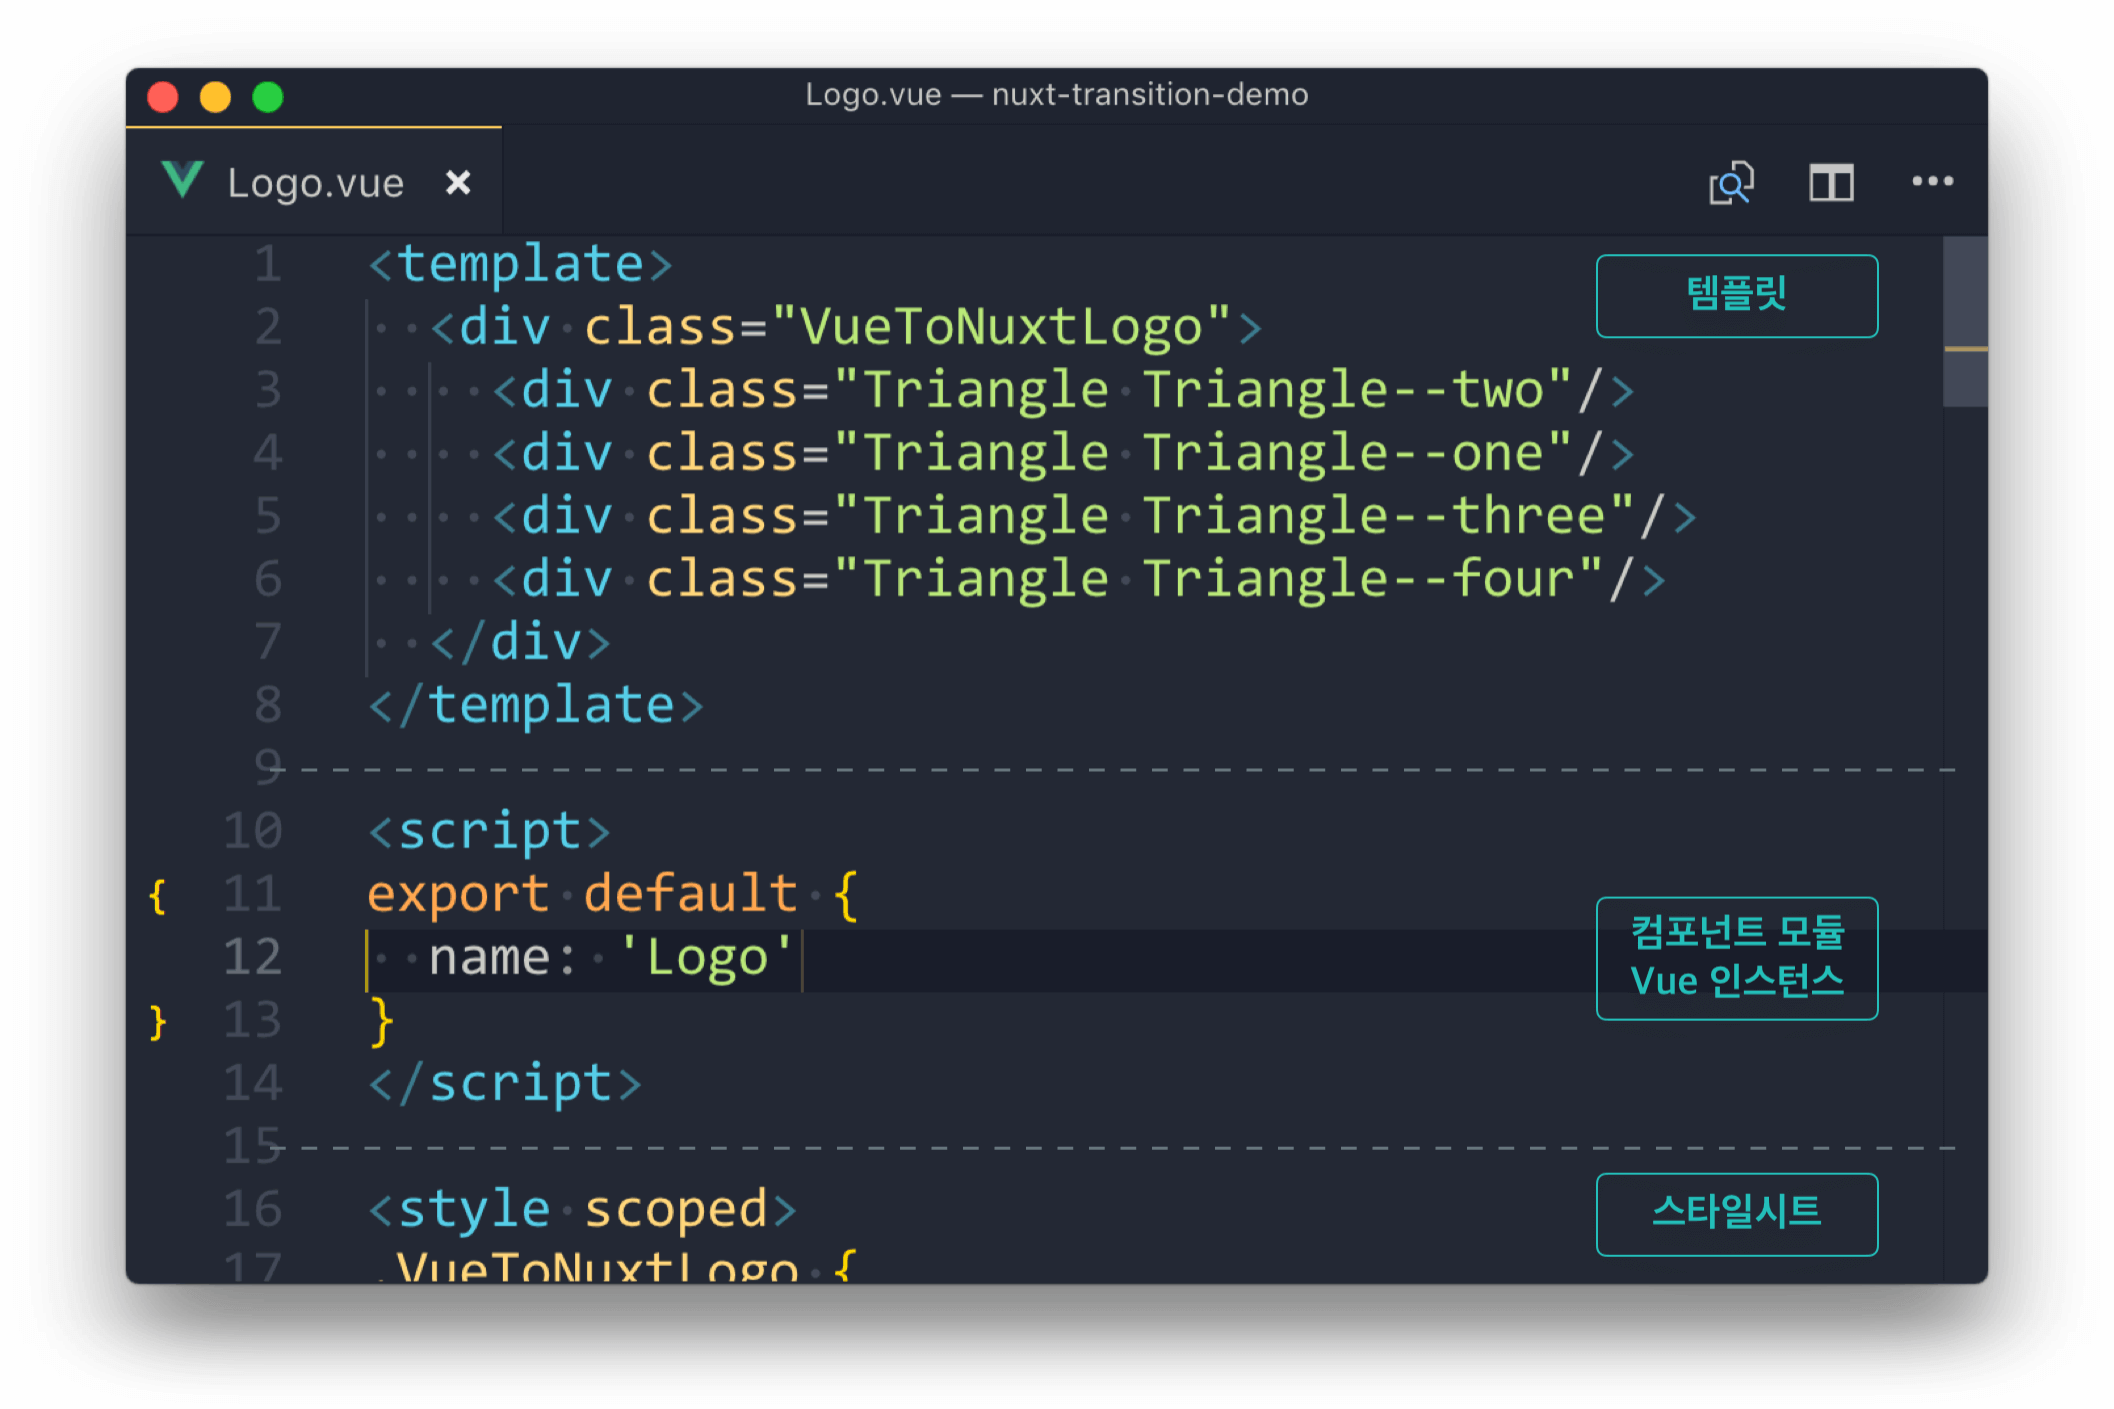 Logo.vue — nuxt-transition-demo
Logo.vue
1 <template>
템플릿
2 <div class="VueToNuxtLogo">
3 <div class="Triangle Triangle--two"/>
4 <div class="Triangle Triangle--one"/>
5 <div class="Triangle Triangle--three"/>
6 <div class="Triangle Triangle--four"/>
7 </div>
8 </template>
9
10 <script>
{ 11 export default {
컴포넌트 모듈
12 name: 'Logo'
Vue 인스턴스
} 13 }
14 </script>
15
16 <style scoped>
스타일시트
17 .VueToNuxtLogo {